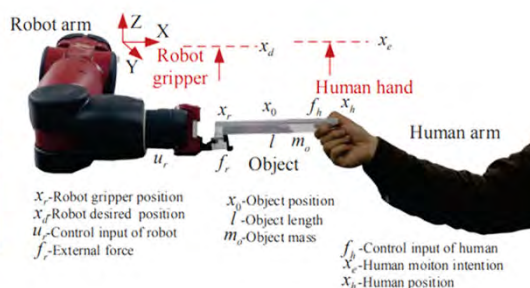 Robot arm
Z
X
Y
Robot gripper
x_d
x_e
Human hand
x_r
x_0
f_h
x_h
Human arm
l
m_o
u_r
f_r
Object
x_r-Robot gripper position
x_d-Robot desired position
u_r-Control input of robot
f_r-External force
x_0-Object position
l-Object length
m_o-Object mass
f_h-Control input of human
x_e-Human moiton intention
x_h-Human position